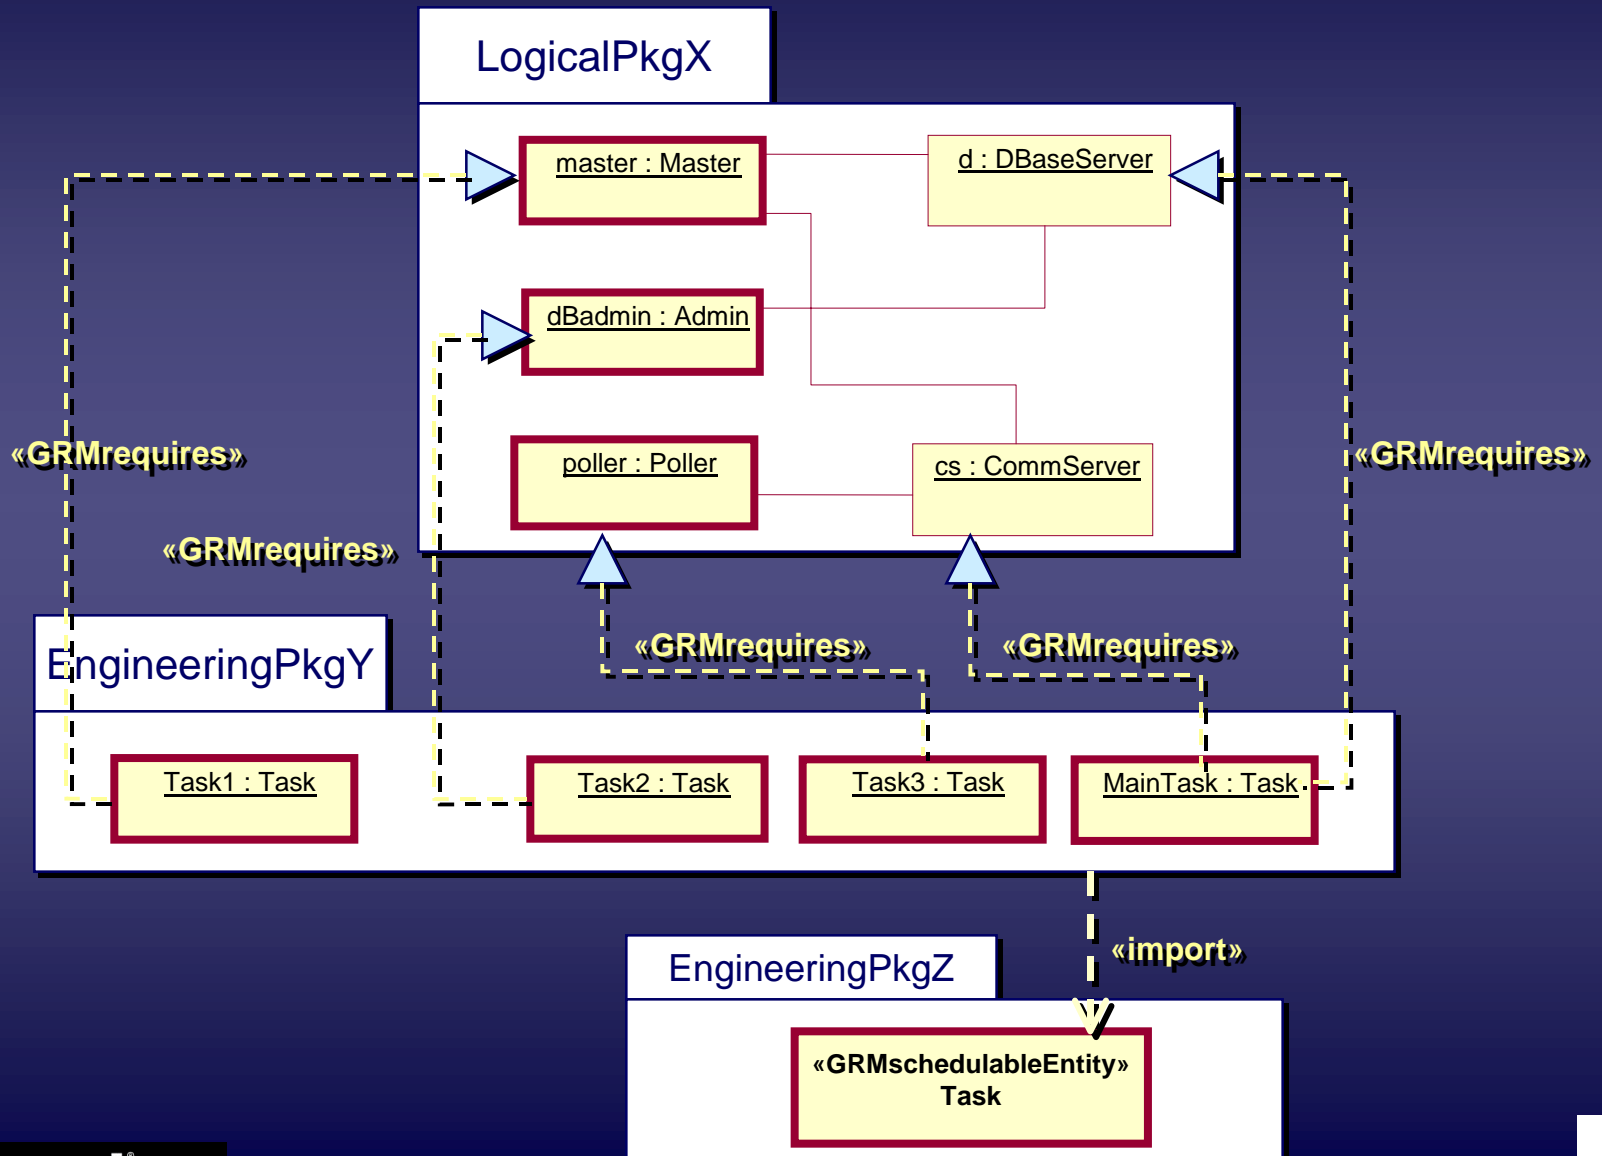 LogicalPkgX
master : Master
d : DBaseServer
dBadmin : Admin
«GRMrequires»
poller : Poller
cs : CommServer
«GRMrequires»
«GRMrequires»
«GRMrequires»
«GRMrequires»
EngineeringPkgY
Task1 : Task
Task2 : Task
Task3 : Task
MainTask : Task
«import»
EngineeringPkgZ
«GRMschedulableEntity»
Task
®